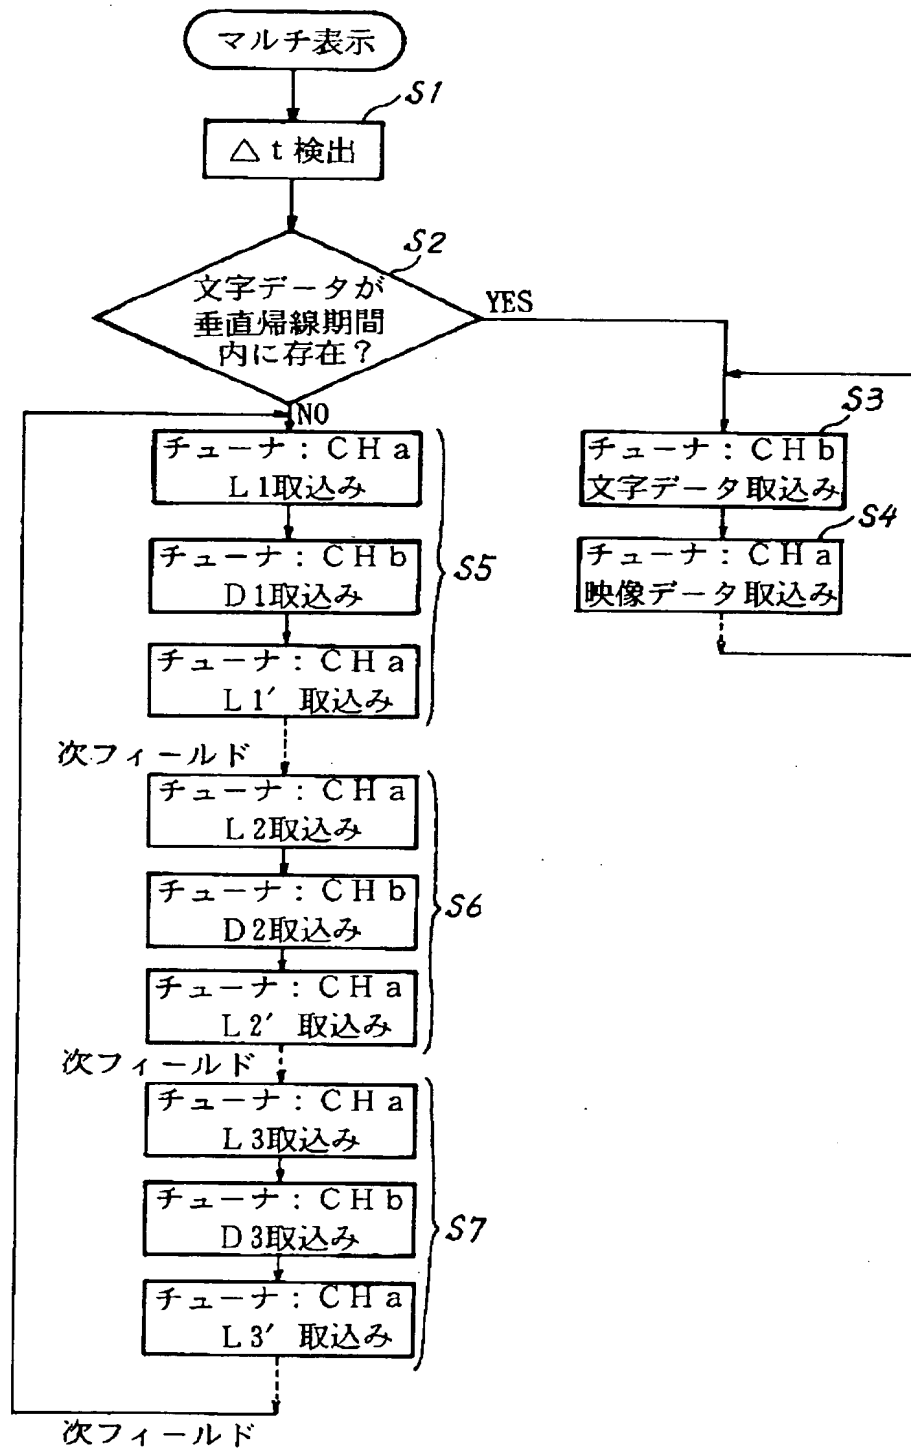 マルチ表示
S1
△t検出
S2
文字データが
垂直帰線期間
内に存在?
YES
NO
S3
チューナ:CHb
文字データ取込み
S4
チューナ:CHa
映像データ取込み
チューナ:CHa
L1取込み
チューナ:CHb
D1取込み
S5
チューナ:CHa
L1′取込み
次フィールド
チューナ:CHa
L2取込み
チューナ:CHb
D2取込み
S6
チューナ:CHa
L2′取込み
次フィールド
チューナ:CHa
L3取込み
チューナ:CHb
D3取込み
S7
チューナ:CHa
L3′取込み
次フィールド